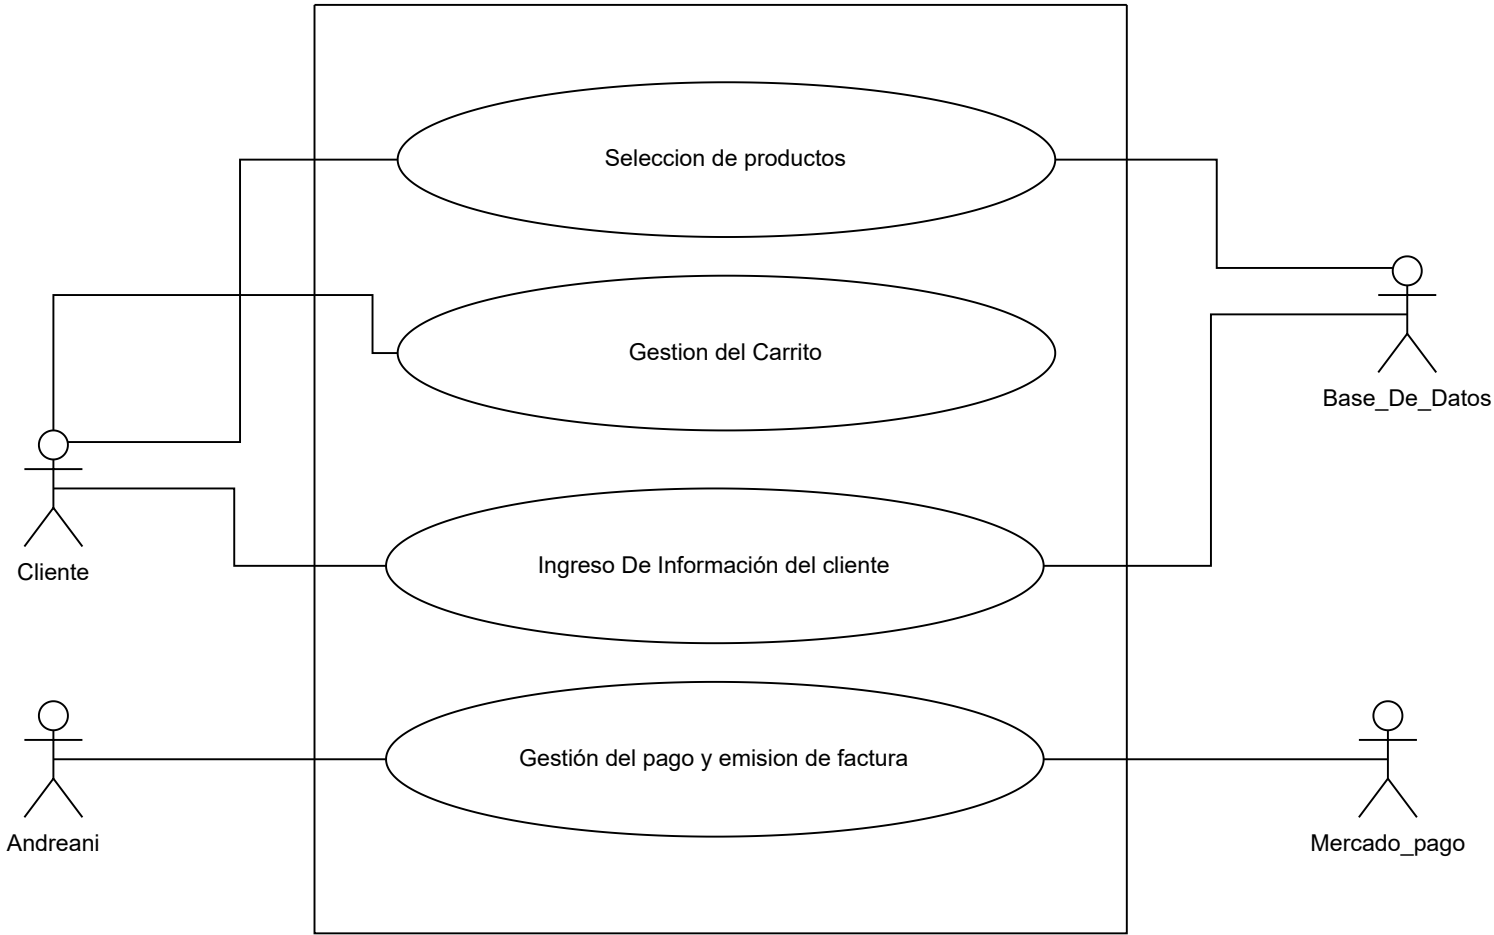 Seleccion de productos
Gestion del Carrito
Base_De_Datos
Cliente
Ingreso De Información del cliente
Gestión del pago y emision de factura
Andreani
Mercado_pago